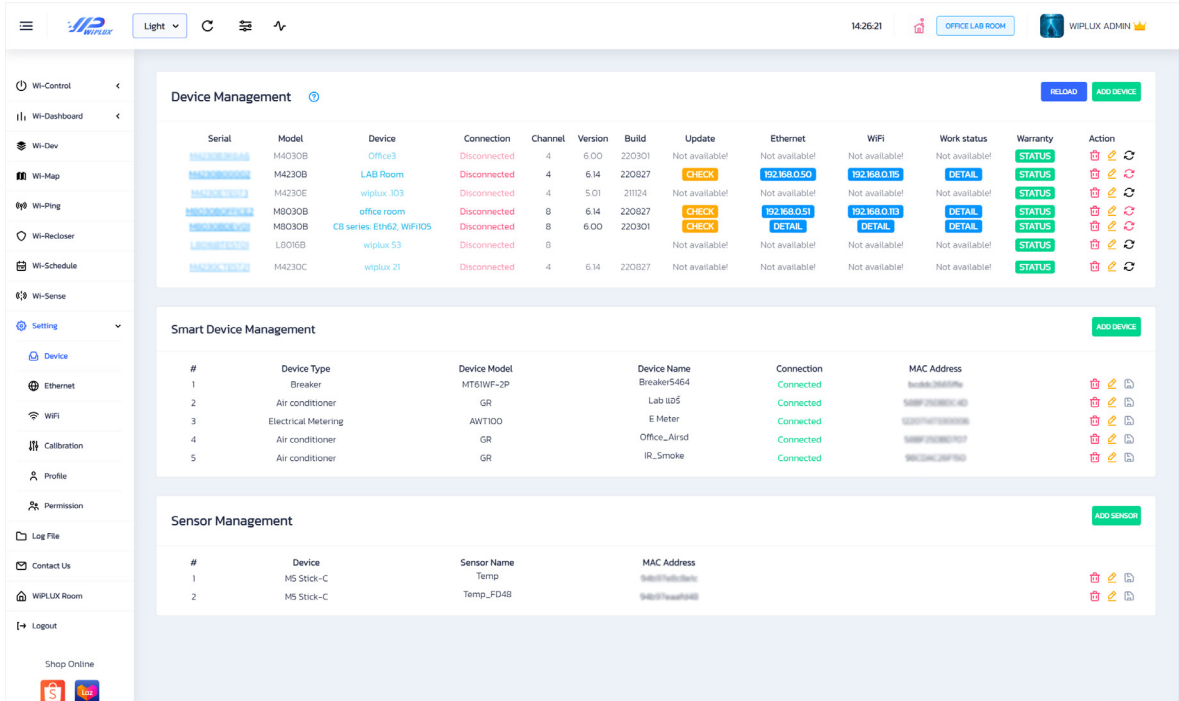 WIPLUX Light 14:26:21 OFFICE LAB ROOM WIPLUX ADMIN
Wi-Control
Wi-Dashboard
Wi-Dev
Wi-Map
Wi-Ping
Wi-Recloser
Wi-Schedule
Wi-Sense
Setting
Device
Ethernet
WiFi
Calibration
Profile
Permission
Log File
Contact Us
WiPLUX Room
Logout
Shop Online
Laz
Device Management RELOAD ADD DEVICE
Serial Model Device Connection Channel Version Build Update Ethernet WiFi Work status Warranty Action
M4030B Office3 Disconnected 4 6.00 220301 Not available! Not available! Not available! Not available! STATUS
M4230B LAB Room Disconnected 4 6.14 220827 CHECK 192.168.0.50 192.168.0.115 DETAIL STATUS
M4230E wiplux .103 Disconnected 4 5.01 211124 Not available! Not available! Not available! Not available! STATUS
M8030B office room Disconnected 8 6.14 220827 CHECK 192.168.0.51 192.168.0.113 DETAIL STATUS
M8030B C8 series: Eth62, WiFi105 Disconnected 8 6.00 220301 CHECK DETAIL DETAIL DETAIL STATUS
L8016B wiplux 53 Disconnected 8 Not available! Not available! Not available! Not available! STATUS
M4230C wiplux 21 Disconnected 4 6.14 220827 Not available! Not available! Not available! Not available! STATUS
Smart Device Management ADD DEVICE
# Device Type Device Model Device Name Connection MAC Address
1 Breaker MT61WF-2P Breaker5464 Connected
2 Air conditioner GR Lab แอร์ Connected
3 Electrical Metering AWT100 E Meter Connected
4 Air conditioner GR Office_Airsd Connected
5 Air conditioner GR IR_Smoke Connected
Sensor Management ADD SENSOR
# Device Sensor Name MAC Address
1 M5 Stick-C Temp
2 M5 Stick-C Temp_FD48